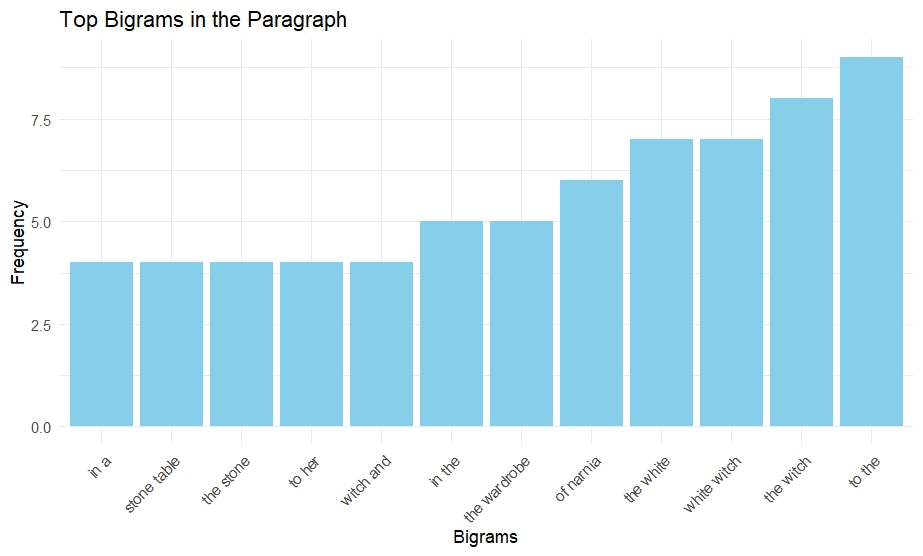 Top Bigrams in the Paragraph
Frequency
7.5
5.0
2.5
0.0
in a
stone table
the stone
to her
witch and
in the
the wardrobe
of narnia
the white
white witch
the witch
to the
Bigrams